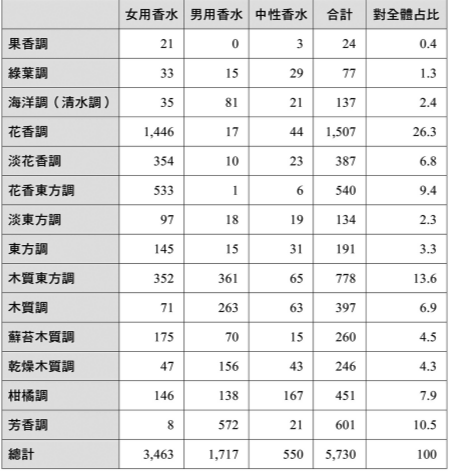 女用香水 男用香水 中性香水 合計 對全體占比
果香調 21 0 3 24 0.4
綠葉調 33 15 29 77 1.3
海洋調（清水調） 35 81 21 137 2.4
花香調 1,446 17 44 1,507 26.3
淡花香調 354 10 23 387 6.8
花香東方調 533 1 6 540 9.4
淡東方調 97 18 19 134 2.3
東方調 145 15 31 191 3.3
木質東方調 352 361 65 778 13.6
木質調 71 263 63 397 6.9
蘚苔木質調 175 70 15 260 4.5
乾燥木質調 47 156 43 246 4.3
柑橘調 146 138 167 451 7.9
芳香調 8 572 21 601 10.5
總計 3,463 1,717 550 5,730 100